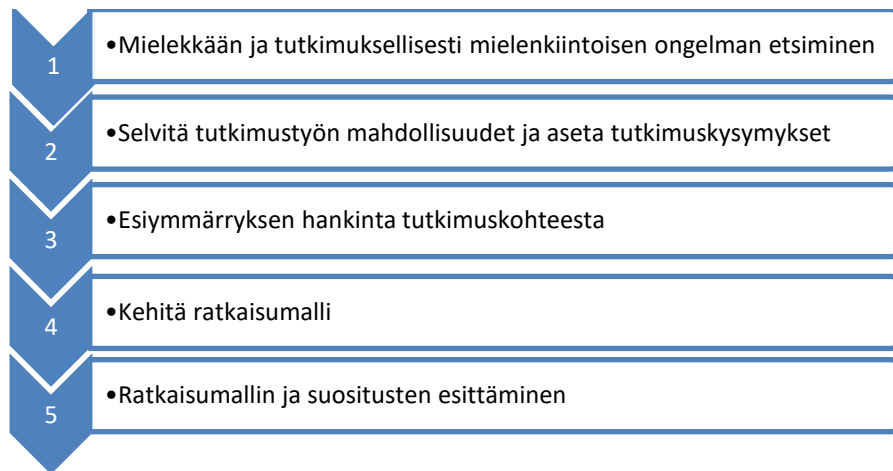 1
•Mielekkään ja tutkimuksellisesti mielenkiintoisen ongelman etsiminen
2
•Selvitä tutkimustyön mahdollisuudet ja aseta tutkimuskysymykset
3
•Esiymmärryksen hankinta tutkimuskohteesta
4
•Kehitä ratkaisumalli
5
•Ratkaisumallin ja suositusten esittäminen